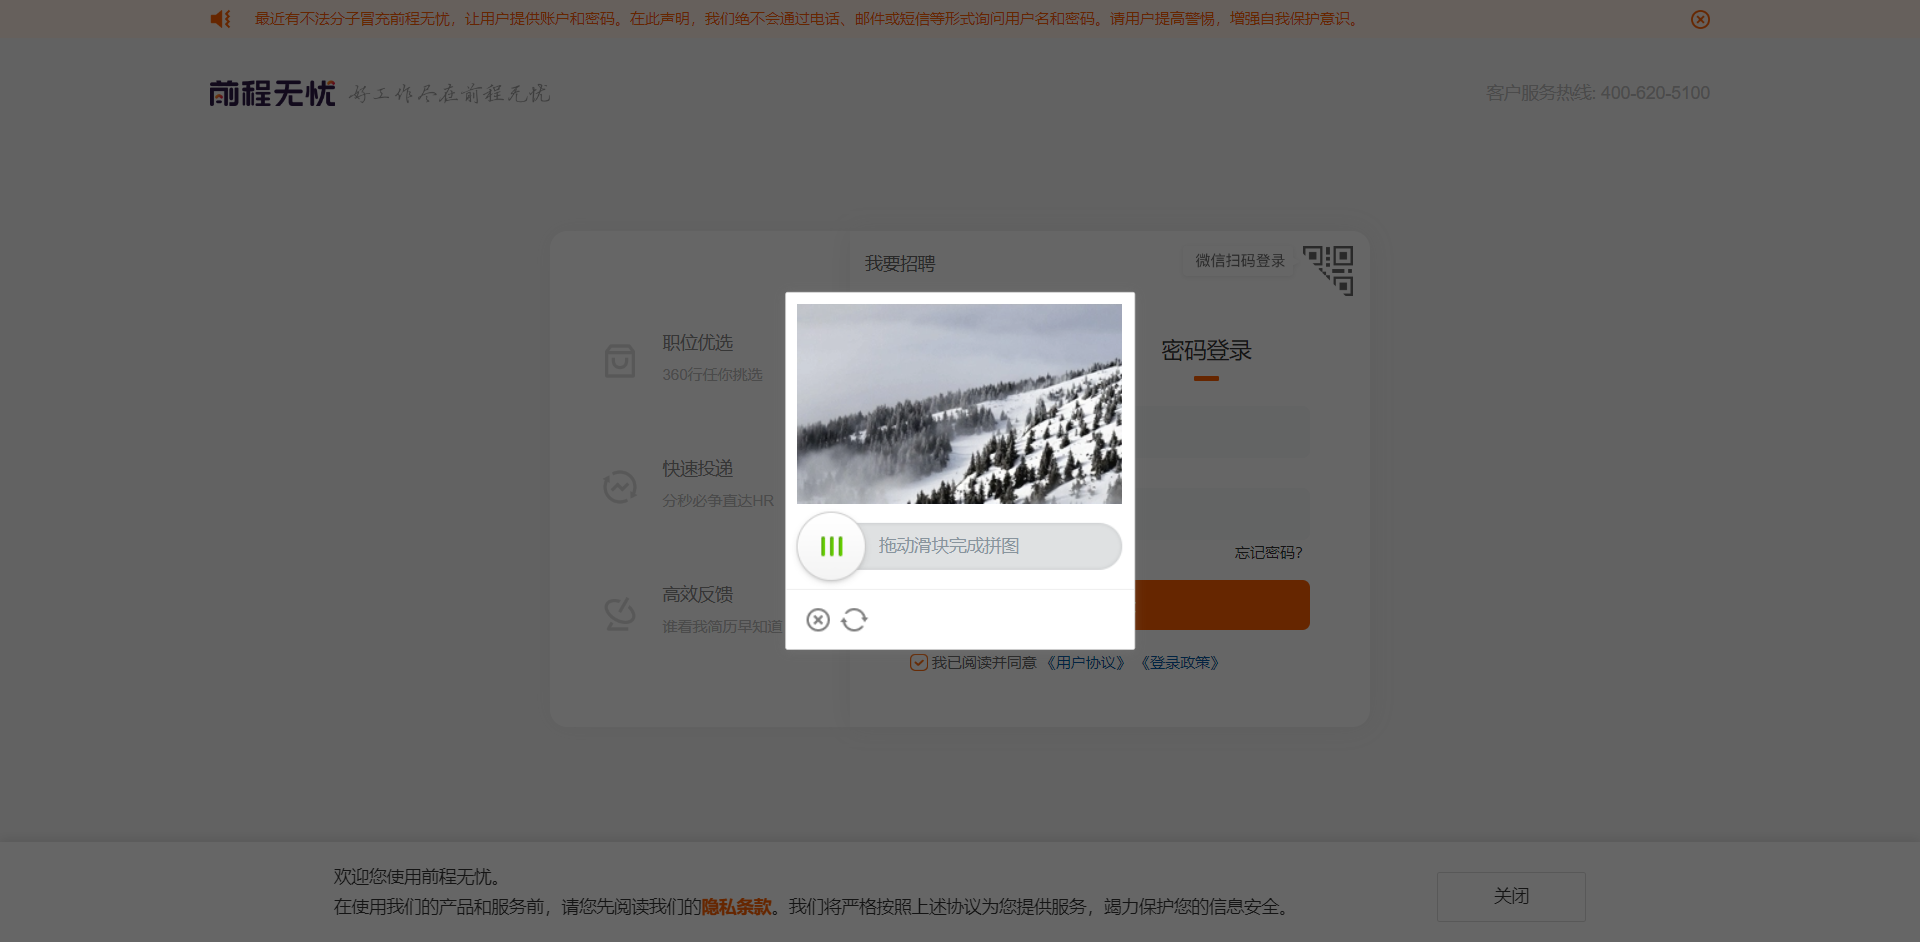 最近有不法分子冒充前程无忧，让用户提供账户和密码。在此声明，我们绝不会通过电话、邮件或短信等形式询问用户名和密码。请用户提高警惕，增强自我保护意识。
前程无忧 好工作尽在前程无忧
客户服务热线: 400-620-5100
我要招聘
微信扫码登录
职位优选
360行任你挑选
快速投递
分秒必争直达HR
高效反馈
谁看我简历早知道
密码登录
拖动滑块完成拼图
忘记密码?
我已阅读并同意 《用户协议》 《登录政策》
欢迎您使用前程无忧。
在使用我们的产品和服务前，请您先阅读我们的隐私条款。我们将严格按照上述协议为您提供服务，竭力保护您的信息安全。
关闭